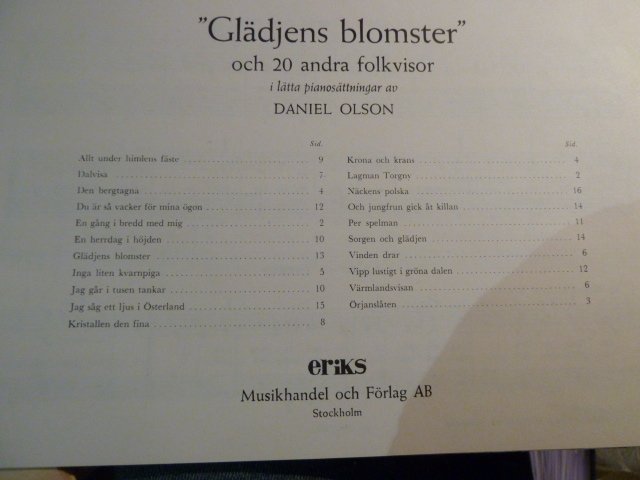 "Glädjens blomster"
och 20 andra folkvisor
i lätta pianosättningar av
DANIEL OLSON
Sid.
Allt under himlens fäste 9
Dalvisa 7
Den bergtagna 4
Du är så vacker för mina ögon 12
En gång i bredd med mig 2
En herrdag i höjden 10
Glädjens blomster 13
Inga liten kvarnpiga 5
Jag går i tusen tankar 10
Jag såg ett ljus i Österland 15
Kristallen den fina 8
Sid.
Krona och krans 4
Lagman Torgny 2
Näckens polska 16
Och jungfrun gick åt killan 14
Per spelman 11
Sorgen och glädjen 14
Vinden drar 6
Vipp lustigt i gröna dalen 12
Värmlandsvisan 6
Örjanslåten 3
eriks
Musikhandel och Förlag AB
Stockholm